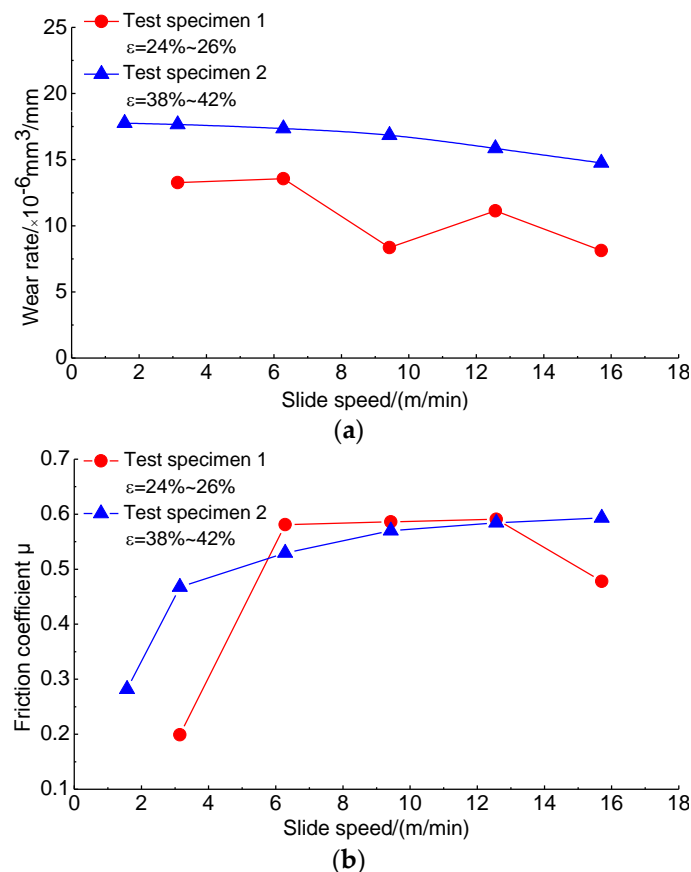 25
20
15
10
5
0
Wear rate/×10⁻⁶mm³/mm
Test specimen 1
ε=24%~26%
Test specimen 2
ε=38%~42%
0 2 4 6 8 10 12 14 16 18
Slide speed/(m/min)
(a)
0.7
0.6
0.5
0.4
0.3
0.2
0.1
Friction coefficient μ
Test specimen 1
ε=24%~26%
Test specimen 2
ε=38%~42%
0 2 4 6 8 10 12 14 16 18
Slide speed/(m/min)
(b)